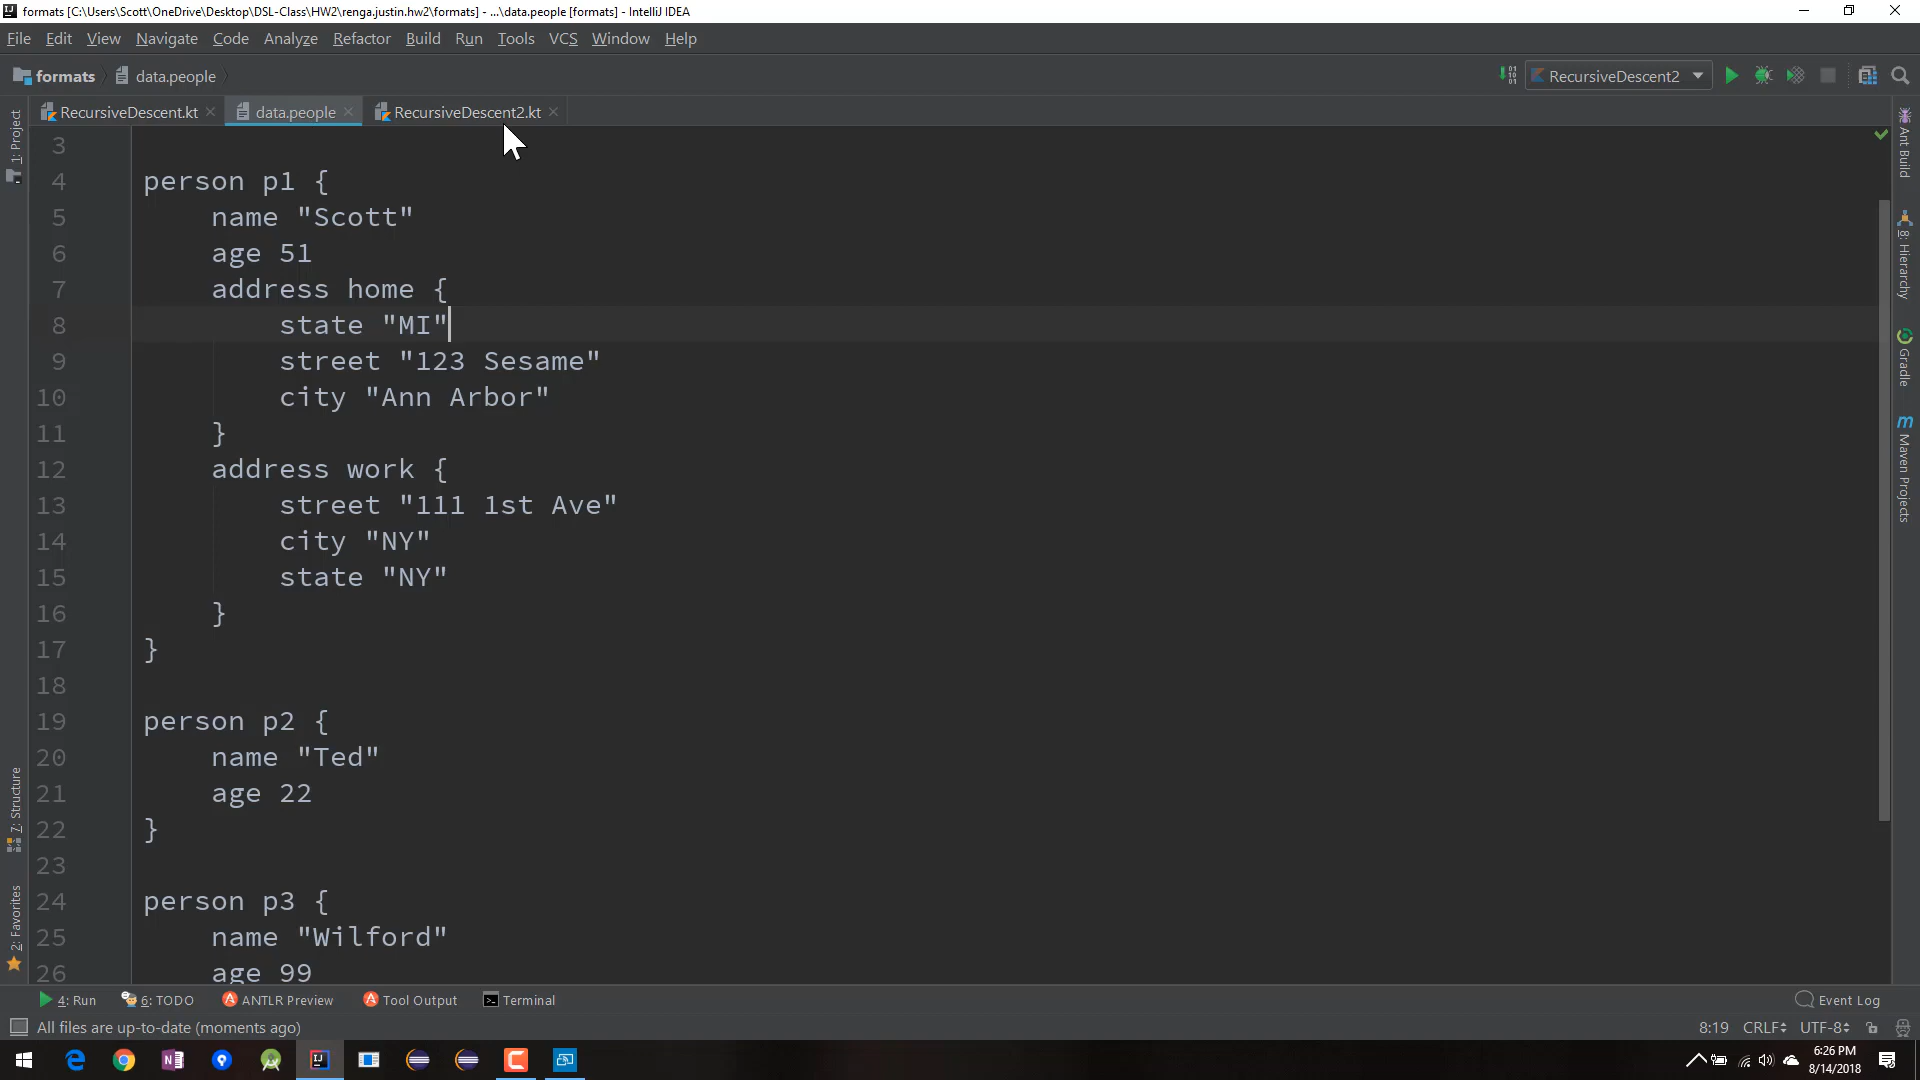 formats [C:\Users\Scott\OneDrive\Desktop\DSL-Class\HW2\renga.justin.hw2\formats] - ...\data.people [formats] - IntelliJ IDEA
File Edit View Navigate Code Analyze Refactor Build Run Tools VCS Window Help
formats data.people RecursiveDescent2
RecursiveDescent.kt data.people RecursiveDescent2.kt
1: Project
7: Structure
2: Favorites
3
4 person p1 {
5 name "Scott"
6 age 51
7 address home {
8 state "MI"
9 street "123 Sesame"
10 city "Ann Arbor"
11 }
12 address work {
13 street "111 1st Ave"
14 city "NY"
15 state "NY"
16 }
17 }
18
19 person p2 {
20 name "Ted"
21 age 22
22 }
23
24 person p3 {
25 name "Wilford"
26 age 99
Ant Build
8: Hierarchy
Gradle
Maven Projects
4: Run 6: TODO ANTLR Preview Tool Output Terminal Event Log
All files are up-to-date (moments ago) 8:19 CRLF UTF-8
6:26 PM
8/14/2018